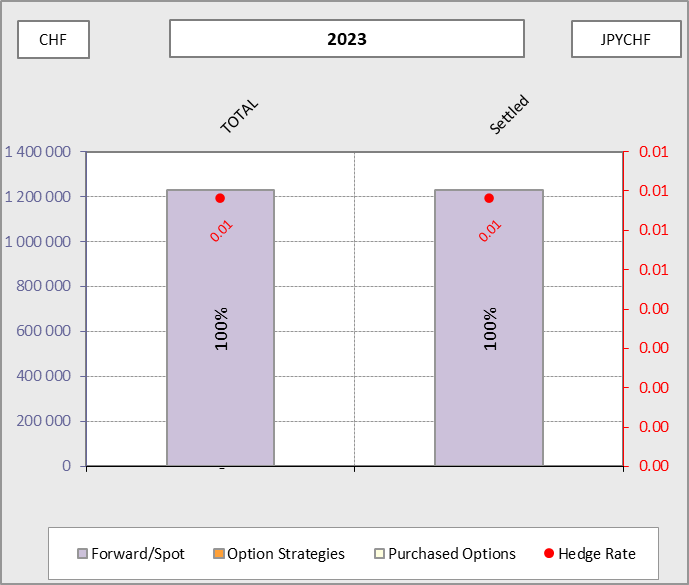 CHF
2023
JPYCHF
TOTAL
Settled
1 400 000
1 200 000
1 000 000
800 000
600 000
400 000
200 000
0
0.01
0.01
0.01
0.01
0.00
0.00
0.00
0.00
0.00
0.01
0.01
100%
100%
-
Forward/Spot
Option Strategies
Purchased Options
Hedge Rate